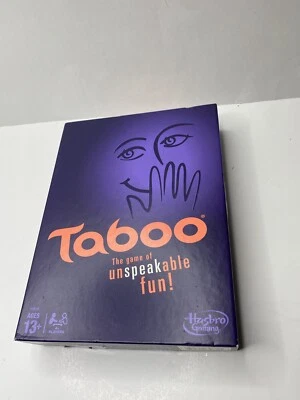 Taboo®
The game of
unspeakable
fun!
AGES
13+
Hasbro
Gaming